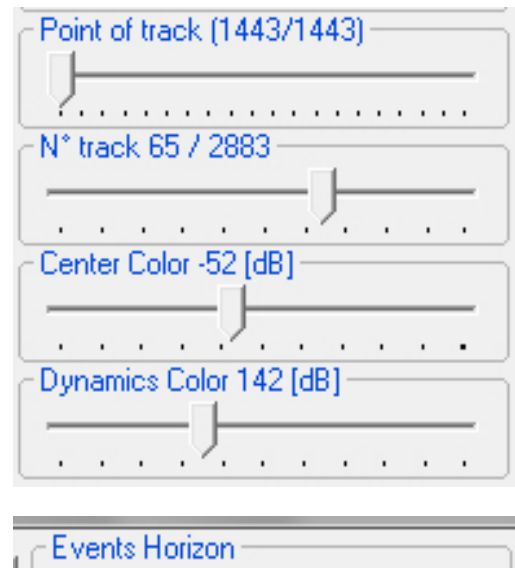 Point of track (1443/1443)
N° track 65 / 2883
Center Color -52 [dB]
Dynamics Color 142 [dB]
Events Horizon